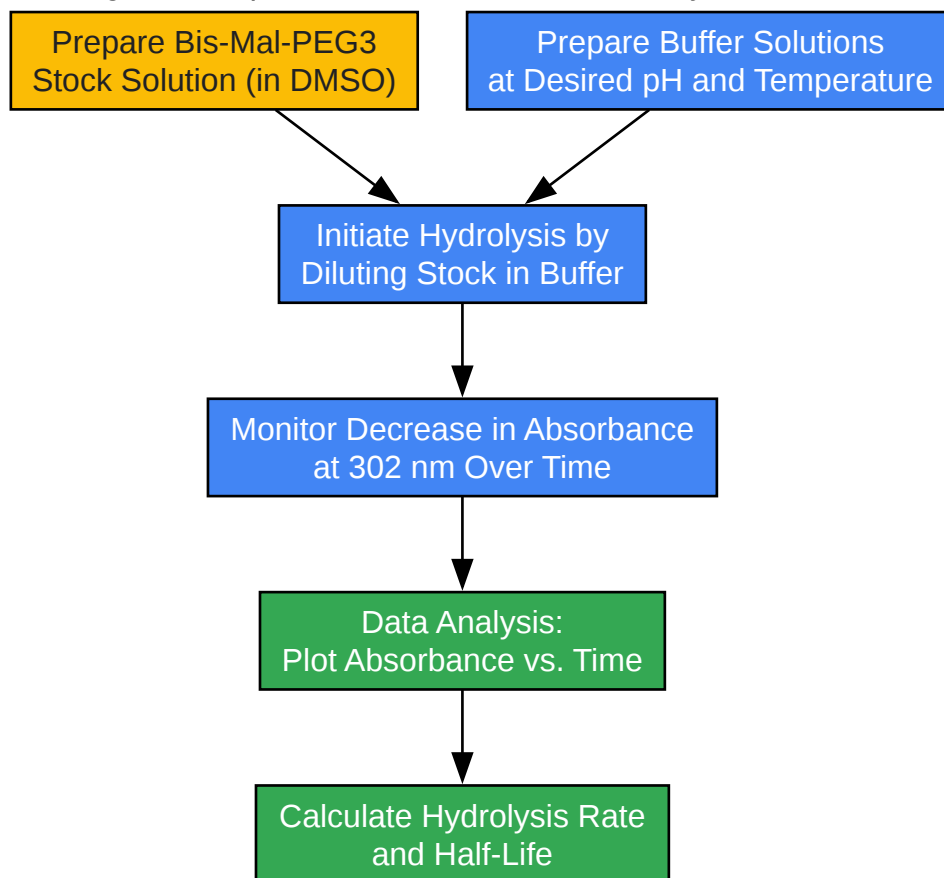 Prepare Bis-Mal-PEG3
Stock Solution (in DMSO)
Prepare Buffer Solutions
at Desired pH and Temperature
Initiate Hydrolysis by
Diluting Stock in Buffer
Monitor Decrease in Absorbance
at 302 nm Over Time
Data Analysis:
Plot Absorbance vs. Time
Calculate Hydrolysis Rate
and Half-Life